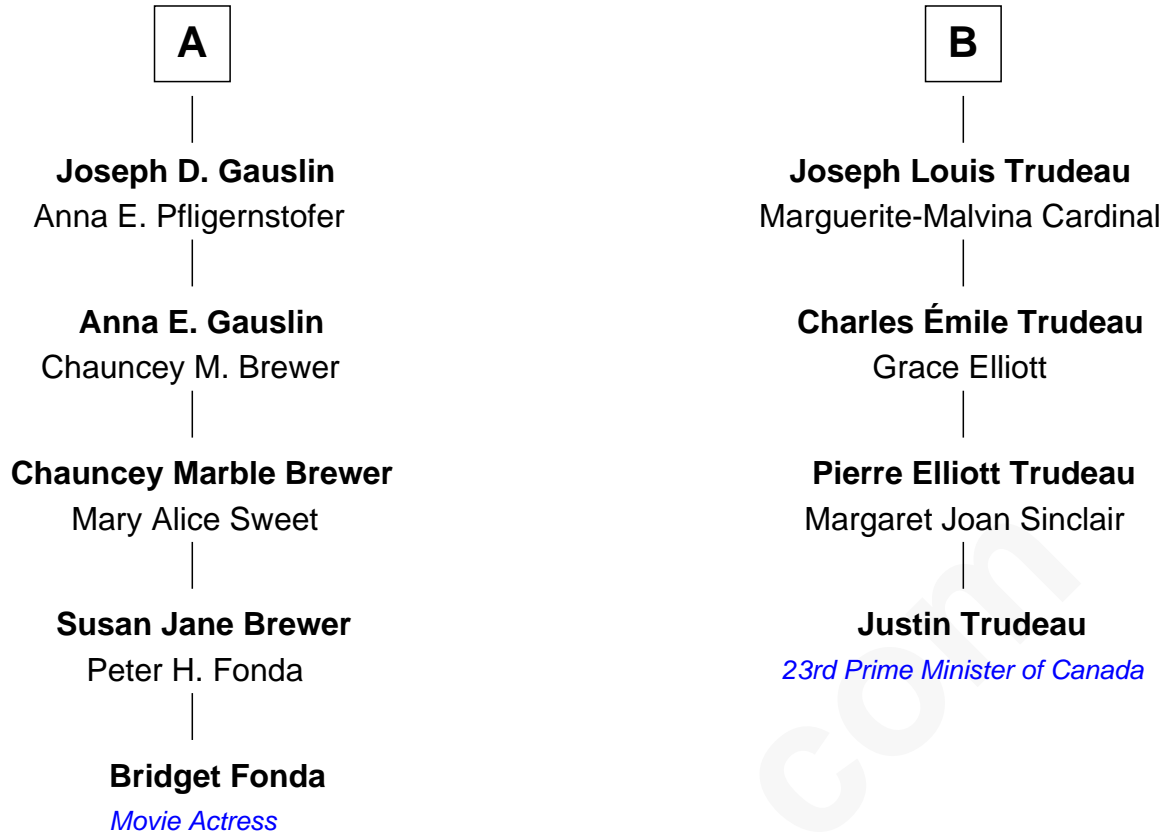 A
Joseph D. Gauslin
Anna E. Pfligernstofer
Anna E. Gauslin
Chauncey M. Brewer
Chauncey Marble Brewer
Mary Alice Sweet
Susan Jane Brewer
Peter H. Fonda
Bridget Fonda
Movie Actress
B
Joseph Louis Trudeau
Marguerite-Malvina Cardinal
Charles Émile Trudeau
Grace Elliott
Pierre Elliott Trudeau
Margaret Joan Sinclair
Justin Trudeau
23rd Prime Minister of Canada
com